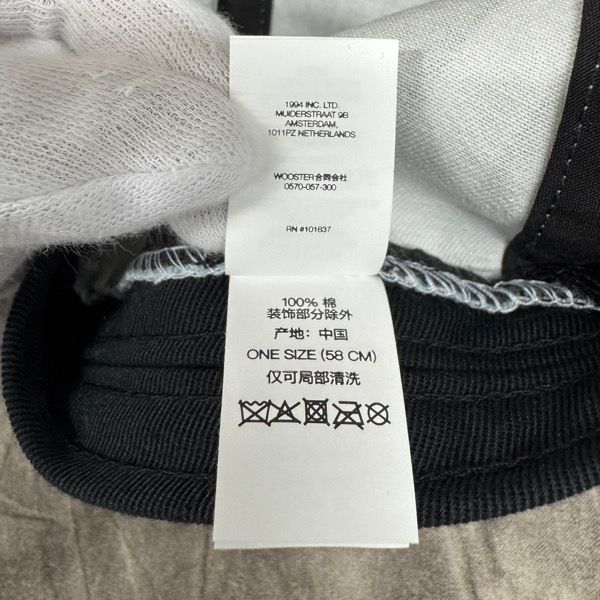 1994 INC. LTD.
MUIDERSTRAAT 9B
AMSTERDAM,
1011PZ NETHERLANDS
WOOSTER合同会社
0570-057-300
RN #101837
100% 棉
装饰部分除外
产地: 中国
ONE SIZE (58 CM)
仅可局部清洗